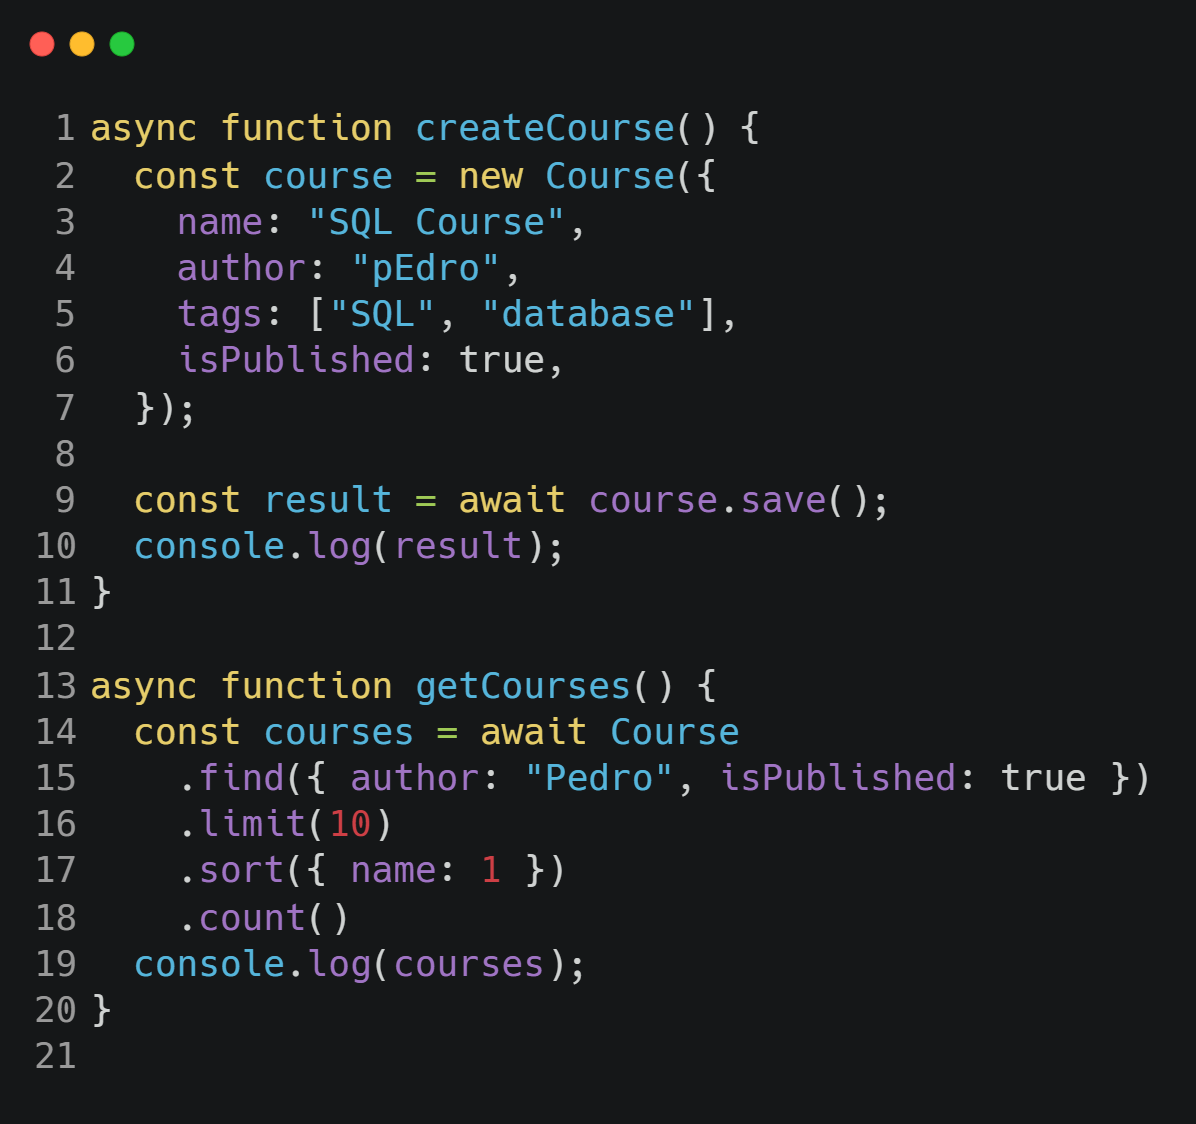 1 async function createCourse() {
2   const course = new Course({
3     name: "SQL Course",
4     author: "pEdro",
5     tags: ["SQL", "database"],
6     isPublished: true,
7   });
8
9   const result = await course.save();
10   console.log(result);
11 }
12
13 async function getCourses() {
14   const courses = await Course
15     .find({ author: "Pedro", isPublished: true })
16     .limit(10)
17     .sort({ name: 1 })
18     .count()
19   console.log(courses);
20 }
21